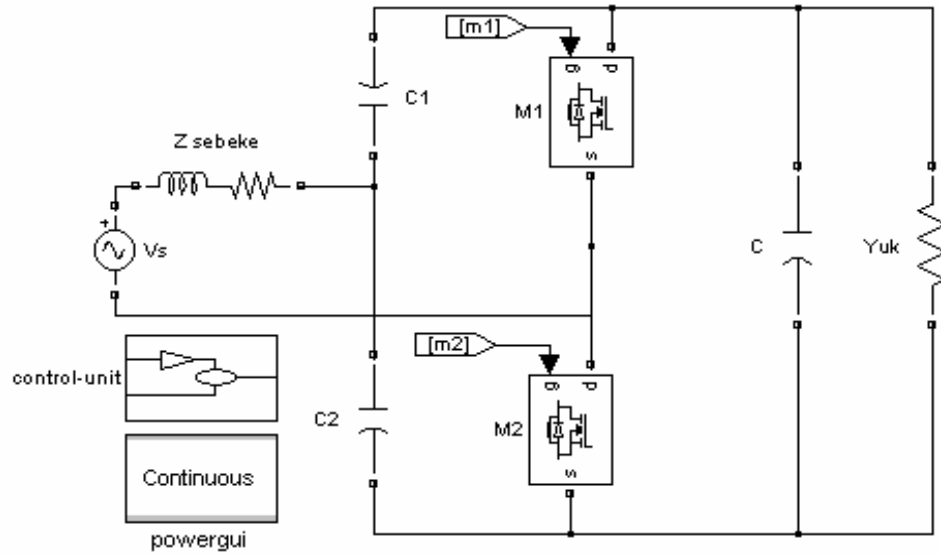 [m1]
g
d
C1
M1
Z sebeke
s
+
Vs
C
Yuk
[m2]
g
d
control-unit
C2
M2
Continuous
s
powergui